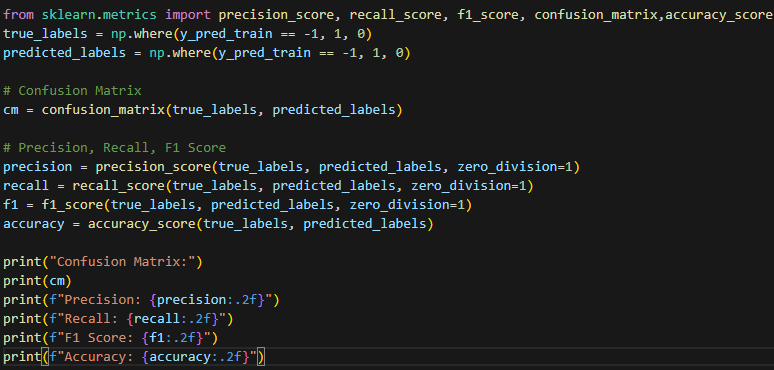 from sklearn.metrics import precision_score, recall_score, f1_score, confusion_matrix,accuracy_score
true_labels = np.where(y_pred_train == -1, 1, 0)
predicted_labels = np.where(y_pred_train == -1, 1, 0)
# Confusion Matrix
cm = confusion_matrix(true_labels, predicted_labels)
# Precision, Recall, F1 Score
precision = precision_score(true_labels, predicted_labels, zero_division=1)
recall = recall_score(true_labels, predicted_labels, zero_division=1)
f1 = f1_score(true_labels, predicted_labels, zero_division=1)
accuracy = accuracy_score(true_labels, predicted_labels)
print("Confusion Matrix:")
print(cm)
print(f"Precision: {precision:.2f}")
print(f"Recall: {recall:.2f}")
print(f"F1 Score: {f1:.2f}")
print(f"Accuracy: {accuracy:.2f}")